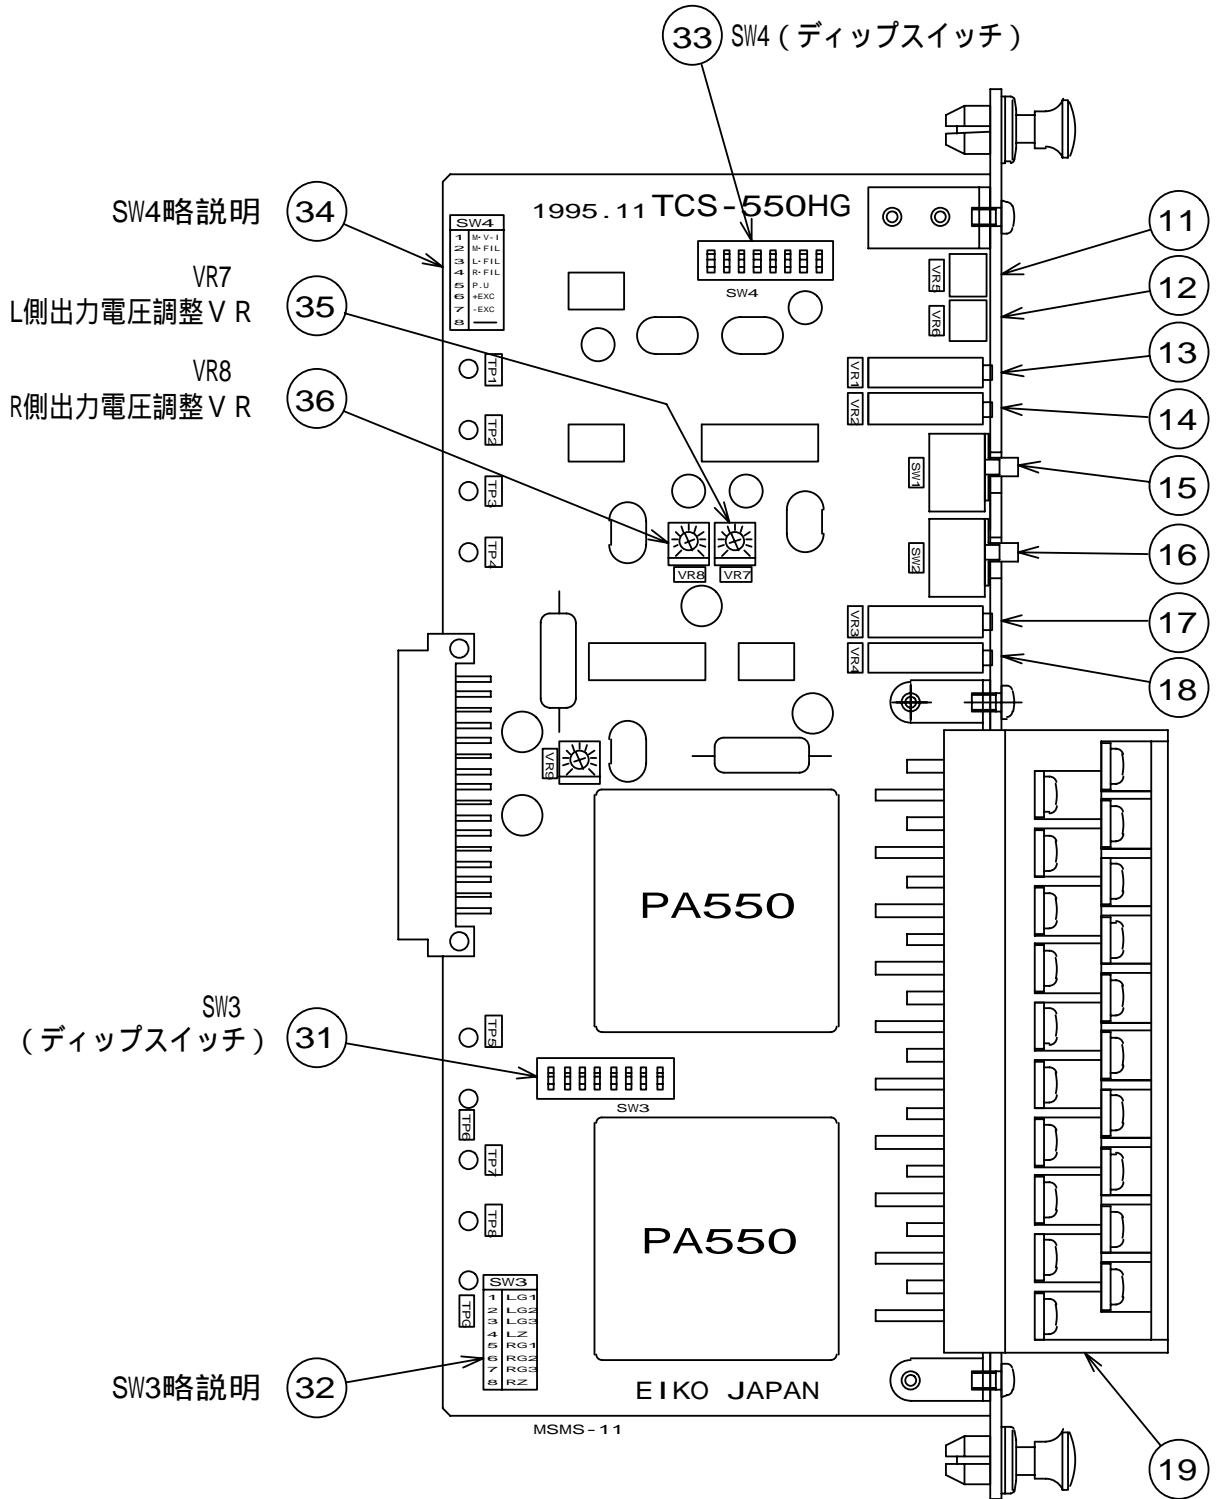 33 SW4 (ディップスイッチ)
SW4略説明 34
1995.11 TCS-550HG
11
SW4
1 M・V-I
2 M・FIL
3 L・FIL
4 R・FIL
5 P.U
6 +EXC
7 -EXC
8 —
SW4
VR5
12
VR7
L側出力電圧調整VR 35
VR6
13
VR8
R側出力電圧調整VR 36
TP1
VR1
14
VR2
TP2
15
SW1
TP3
16
TP4
VR8 VR7
SW2
17
VR3
18
VR4
VR9
PA550
SW3
(ディップスイッチ) 31
TP5
SW3
TP6
TP7
TP8
PA550
TPG
SW3
1 LG1
2 LG2
3 LG3
4 LZ
5 RG1
6 RG2
7 RG3
8 RZ
SW3略説明 32
EIKO JAPAN
MSMS-11
19